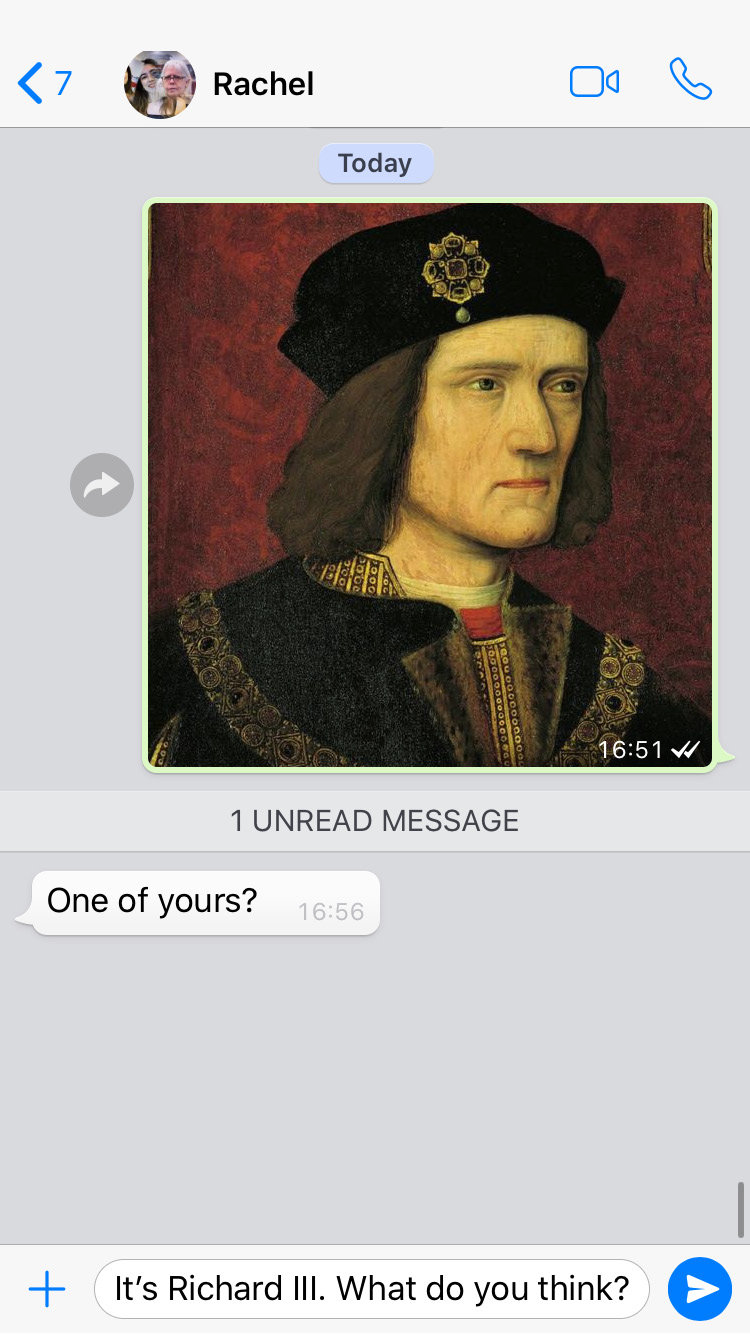 7
Rachel
Today
16:51
1 UNREAD MESSAGE
One of yours?
16:56
It’s Richard III. What do you think?